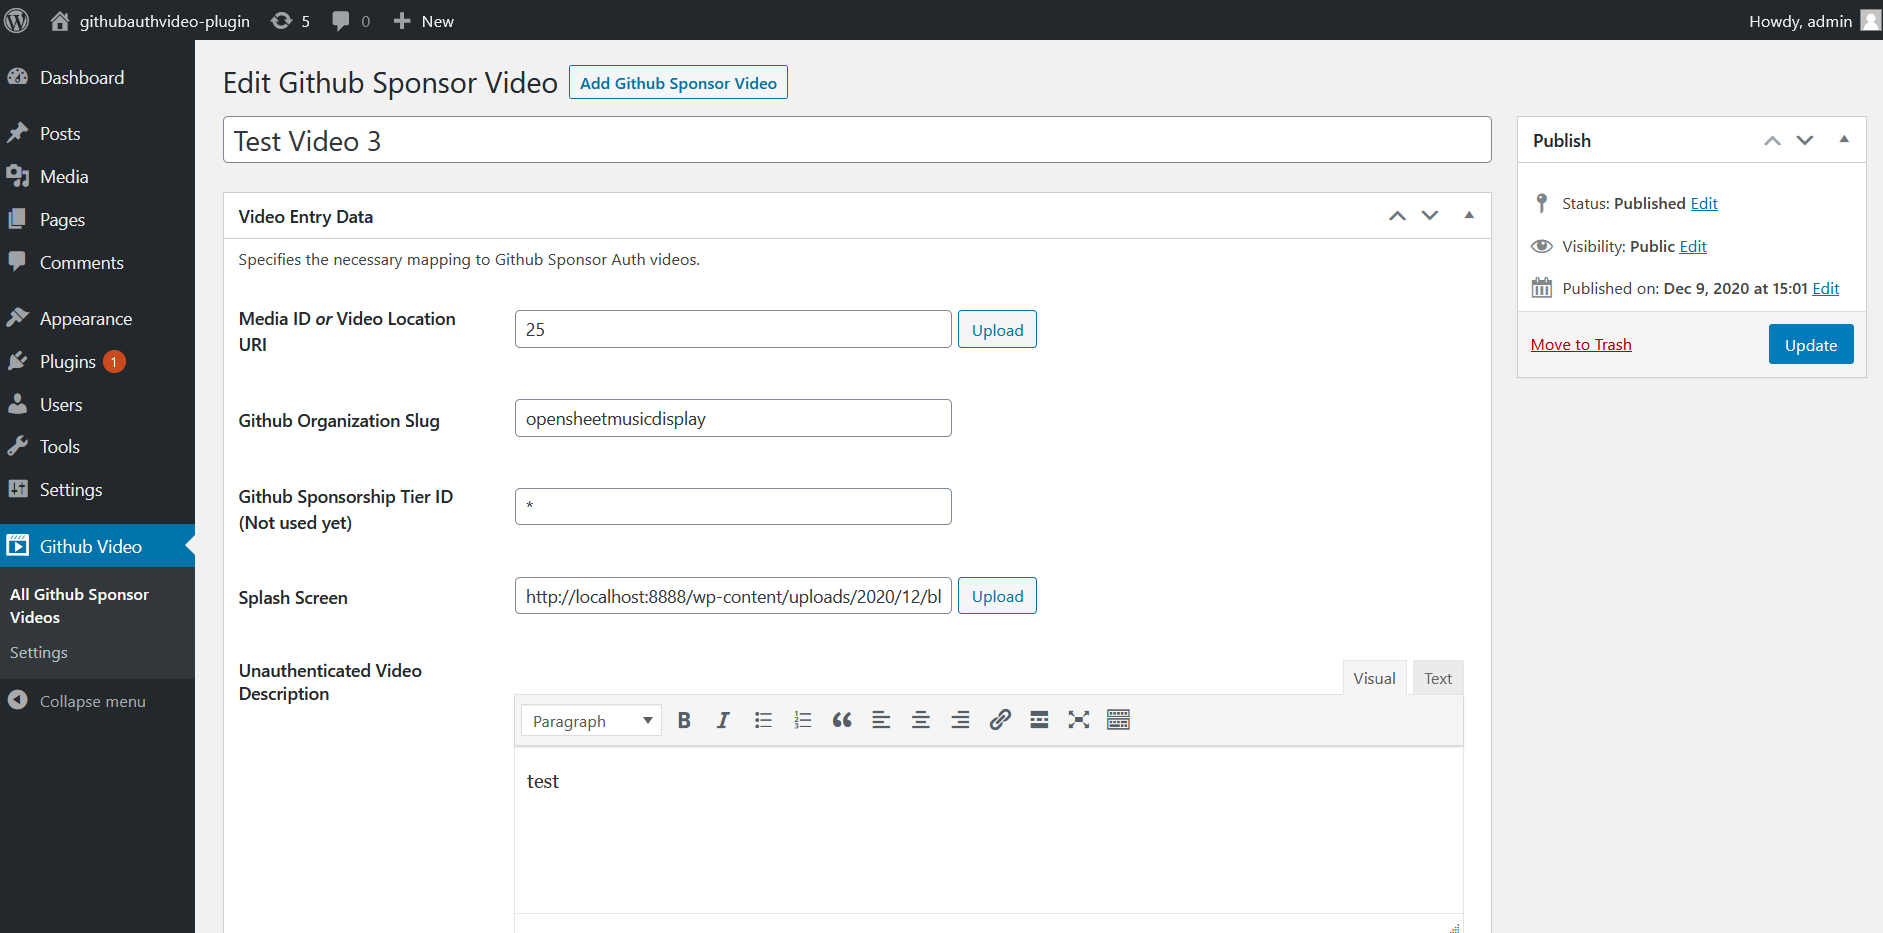 githubauthvideo-plugin 5 0 New Howdy, admin
Dashboard
Posts
Media
Pages
Comments
Appearance
Plugins 1
Users
Tools
Settings
Github Video
All Github Sponsor
Videos
Settings
Collapse menu
Edit Github Sponsor Video Add Github Sponsor Video
Test Video 3
Video Entry Data
Specifies the necessary mapping to Github Sponsor Auth videos.
Media ID or Video Location
URI
25 Upload
Github Organization Slug
opensheetmusicdisplay
Github Sponsorship Tier ID
(Not used yet)
*
Splash Screen
http://localhost:8888/wp-content/uploads/2020/12/bl Upload
Unauthenticated Video
Description
Visual Text
Paragraph
test
Publish
Status: Published Edit
Visibility: Public Edit
Published on: Dec 9, 2020 at 15:01 Edit
Move to Trash Update